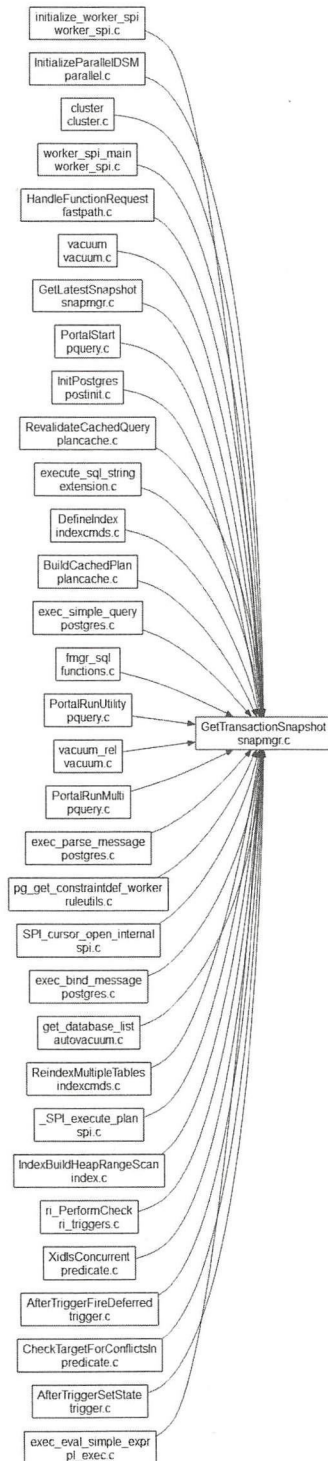 initialize_worker_spi
worker_spi.c
InitializeParallelDSM
parallel.c
cluster
cluster.c
worker_spi_main
worker_spi.c
HandleFunctionRequest
fastpath.c
vacuum
vacuum.c
GetLatestSnapshot
snapmgr.c
PortalStart
pquery.c
InitPostgres
postinit.c
RevalidateCachedQuery
plancache.c
execute_sql_string
extension.c
DefineIndex
indexcmds.c
BuildCachedPlan
plancache.c
exec_simple_query
postgres.c
fmgr_sql
functions.c
PortalRunUtility
pquery.c
GetTransactionSnapshot
snapmgr.c
vacuum_rel
vacuum.c
PortalRunMulti
pquery.c
exec_parse_message
postgres.c
pg_get_constraintdef_worker
ruleutils.c
SPI_cursor_open_internal
spi.c
exec_bind_message
postgres.c
get_database_list
autovacuum.c
ReindexMultipleTables
indexcmds.c
_SPI_execute_plan
spi.c
IndexBuildHeapRangeScan
index.c
ri_PerformCheck
ri_triggers.c
XidIsConcurrent
predicate.c
AfterTriggerFireDeferred
trigger.c
CheckTargetForConflictsIn
predicate.c
AfterTriggerSetState
trigger.c
exec_eval_simple_expr
pl_exec.c